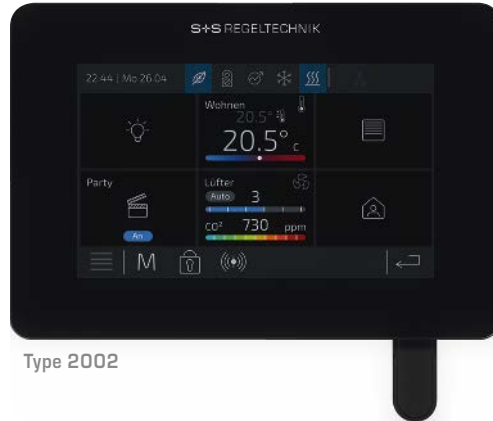 S+S REGELTECHNIK
22:44 | Mo 26.04
Wohnen
20.5°
20.5° c
Party
An
Lüfter
Auto 3
CO² 730 ppm
M
Type 2002